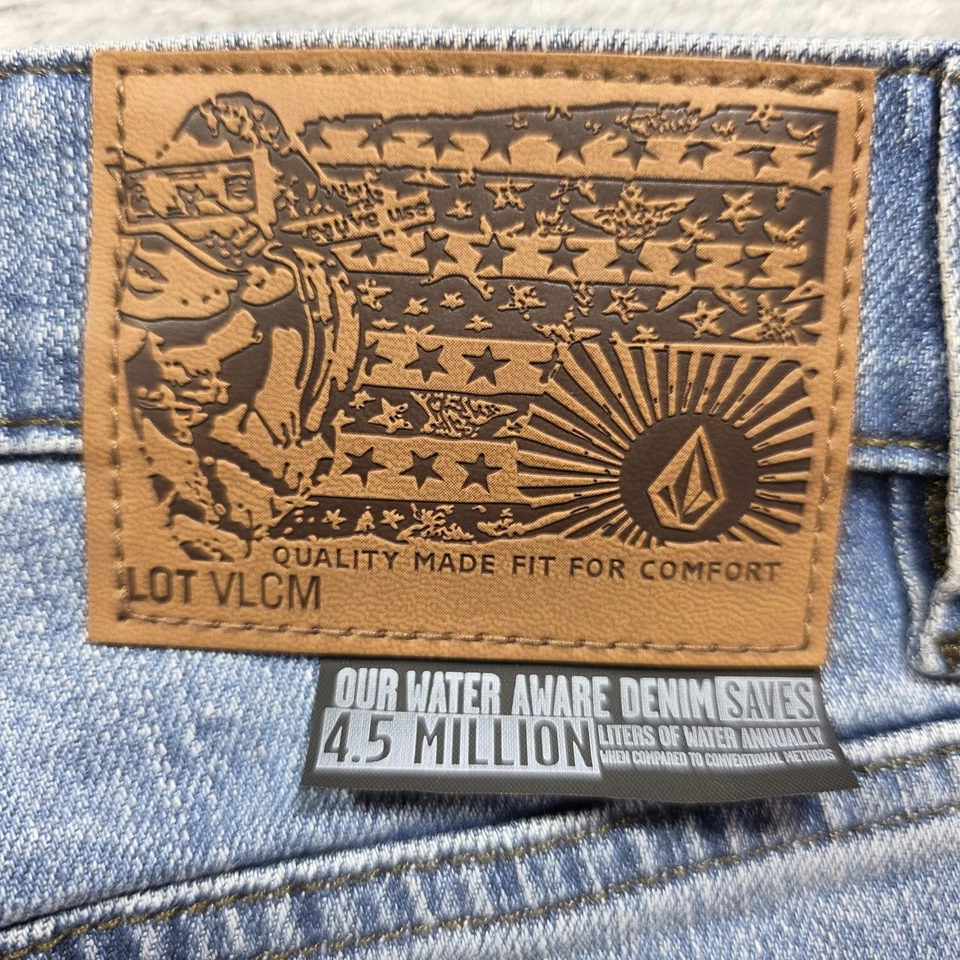 QUALITY MADE FIT FOR COMFORT
LOT VLCM
OUR WATER AWARE DENIM SAVES
4.5 MILLION
LITERS OF WATER ANNUALLY
WHEN COMPARED TO CONVENTIONAL METHODS